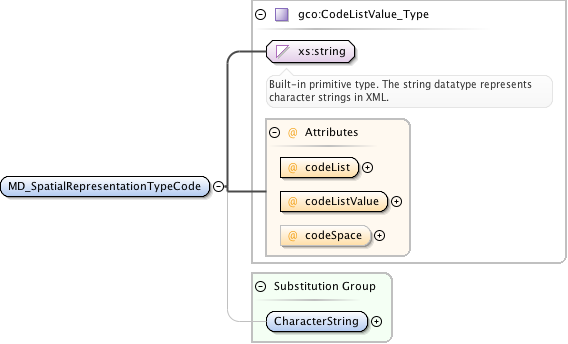 gco:CodeListValue_Type
xs:string
Built-in primitive type. The string datatype represents
character strings in XML.
@ Attributes
@ codeList
MD_SpatialRepresentationTypeCode
@ codeListValue
@ codeSpace
Substitution Group
CharacterString